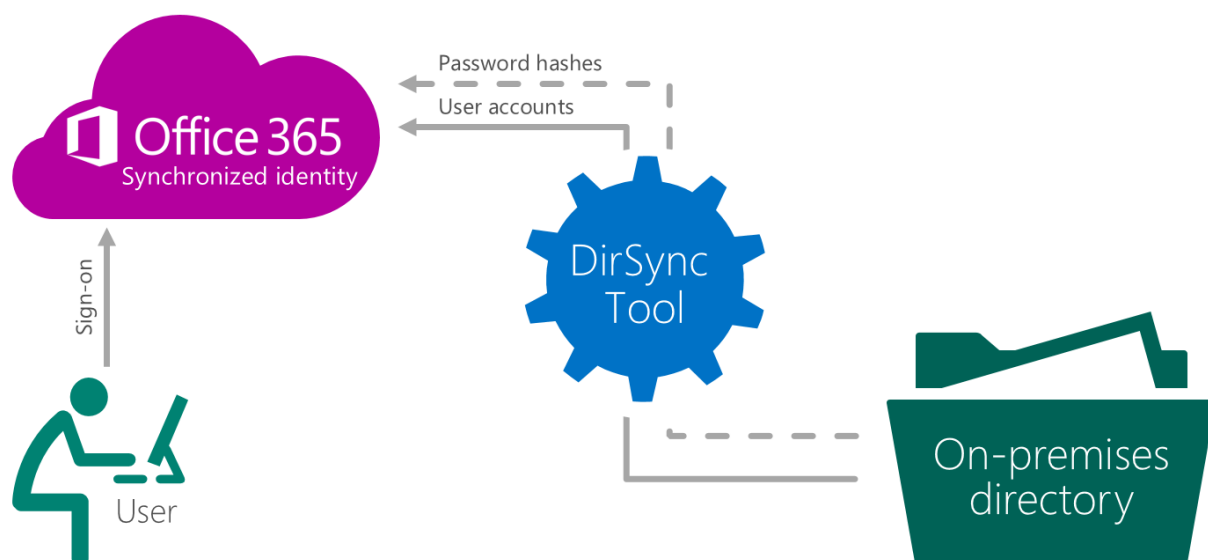 Password hashes
User accounts
Office 365
Synchronized identity
DirSync
Tool
Sign-on
On-premises
directory
User